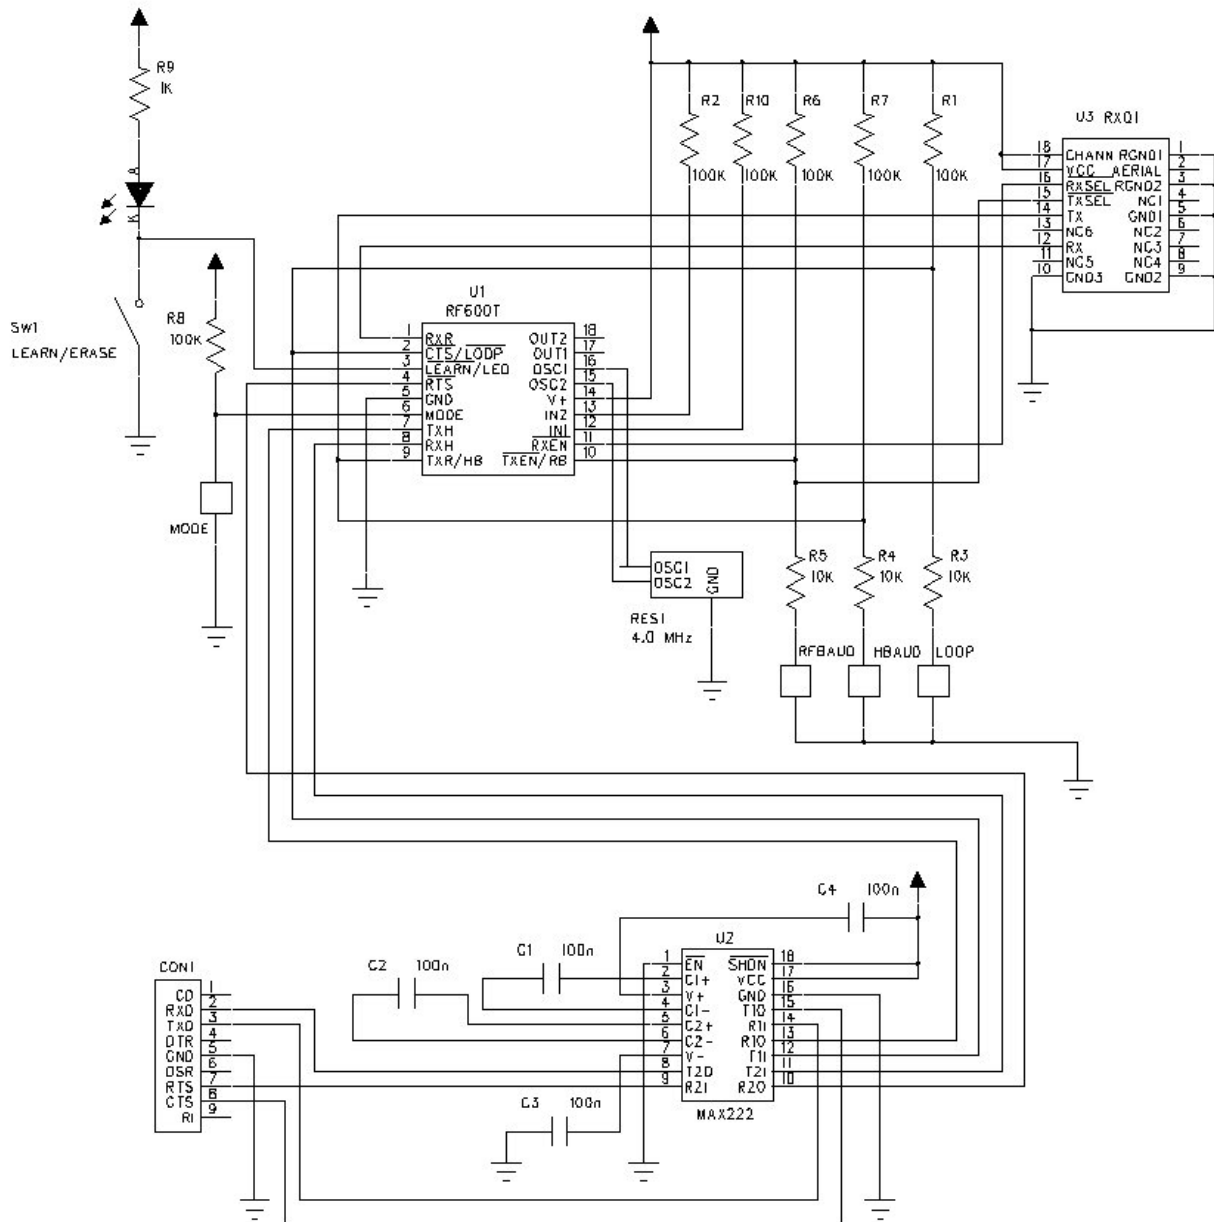 R9
1K
A
K
SW1
LEARN/ERASE
R8
100K
MODE
U1
RF600T
1 RXR OUT2 18
2 CTS/LOOP OUT1 17
3 LEARN/LED OSC1 16
4 RTS OSC2 15
5 GND V+ 14
6 MODE IN2 13
7 TXH IN1 12
8 RXH RXEN 11
9 TXR/HB TXEN/RB 10
R2 R10 R6 R7 R1
100K 100K 100K 100K 100K
U3 RXQ1
18 CHANN RGND1 1
17 VCC AERIAL 2
16 RXSEL RGND2 3
15 TXSEL NC1 4
14 TX GND1 5
13 NC6 NC2 6
12 RX NC3 7
11 NC5 NC4 8
10 GND3 GND2 9
OSC1
OSC2
GND
RES1
4.0 MHz
R5 R4 R3
10K 10K 10K
RFBAUD HBAUD LOOP
C4 100n
C1 100n
C2 100n
C3 100n
U2
1 EN SHDN 18
2 C1+ VCC 17
3 V+ GND 16
4 C1- T1O 15
5 C2+ R1I 14
6 C2- R1O 13
7 V- T1I 12
8 T2O T2I 11
9 R2I R2O 10
MAX222
CON1
CD 1
RXD 2
TXD 3
DTR 4
GND 5
DSR 6
RTS 7
CTS 8
RI 9